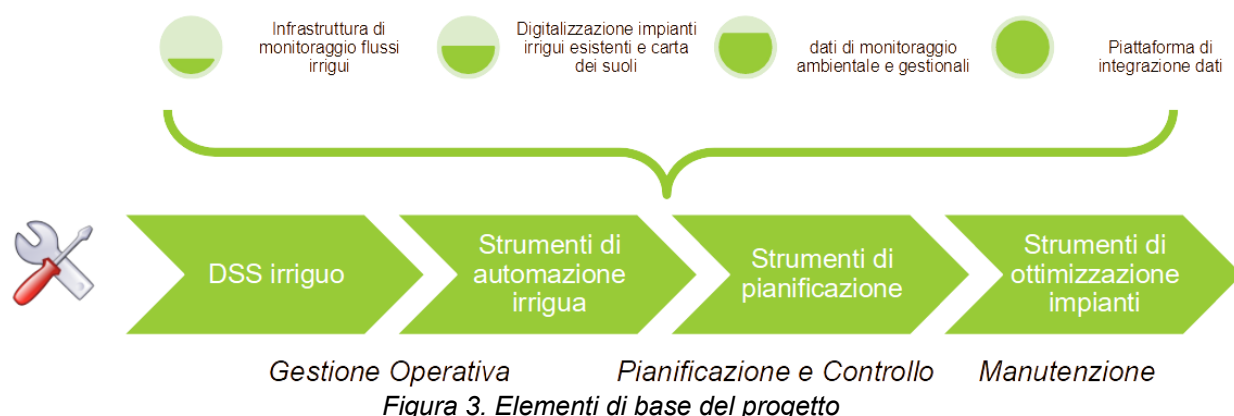 Infrastruttura di
monitoraggio flussi
irrigui
Digitalizzazione impianti
irrigui esistenti e carta
dei suoli
dati di monitoraggio
ambientale e gestionali
Piattaforma di
integrazione dati
DSS irriguo
Strumenti di
automazione
irrigua
Strumenti di
pianificazione
Strumenti di
ottimizzazione
impianti
Gestione Operativa
Pianificazione e Controllo
Manutenzione
Figura 3. Elementi di base del progetto